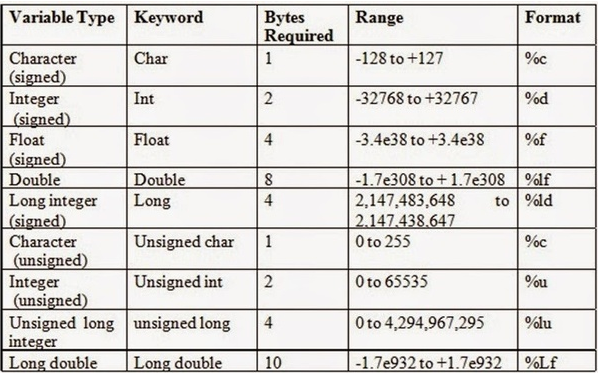 Variable Type Keyword Bytes Required Range Format
Character (signed) Char 1 -128 to +127 %c
Integer (signed) Int 2 -32768 to +32767 %d
Float (signed) Float 4 -3.4e38 to +3.4e38 %f
Double Double 8 -1.7e308 to + 1.7e308 %lf
Long integer (signed) Long 4 2,147,483,648 to 2,147,438,647 %ld
Character (unsigned) Unsigned char 1 0 to 255 %c
Integer (unsigned) Unsigned int 2 0 to 65535 %u
Unsigned long integer unsigned long 4 0 to 4,294,967,295 %lu
Long double Long double 10 -1.7e932 to +1.7e932 %Lf